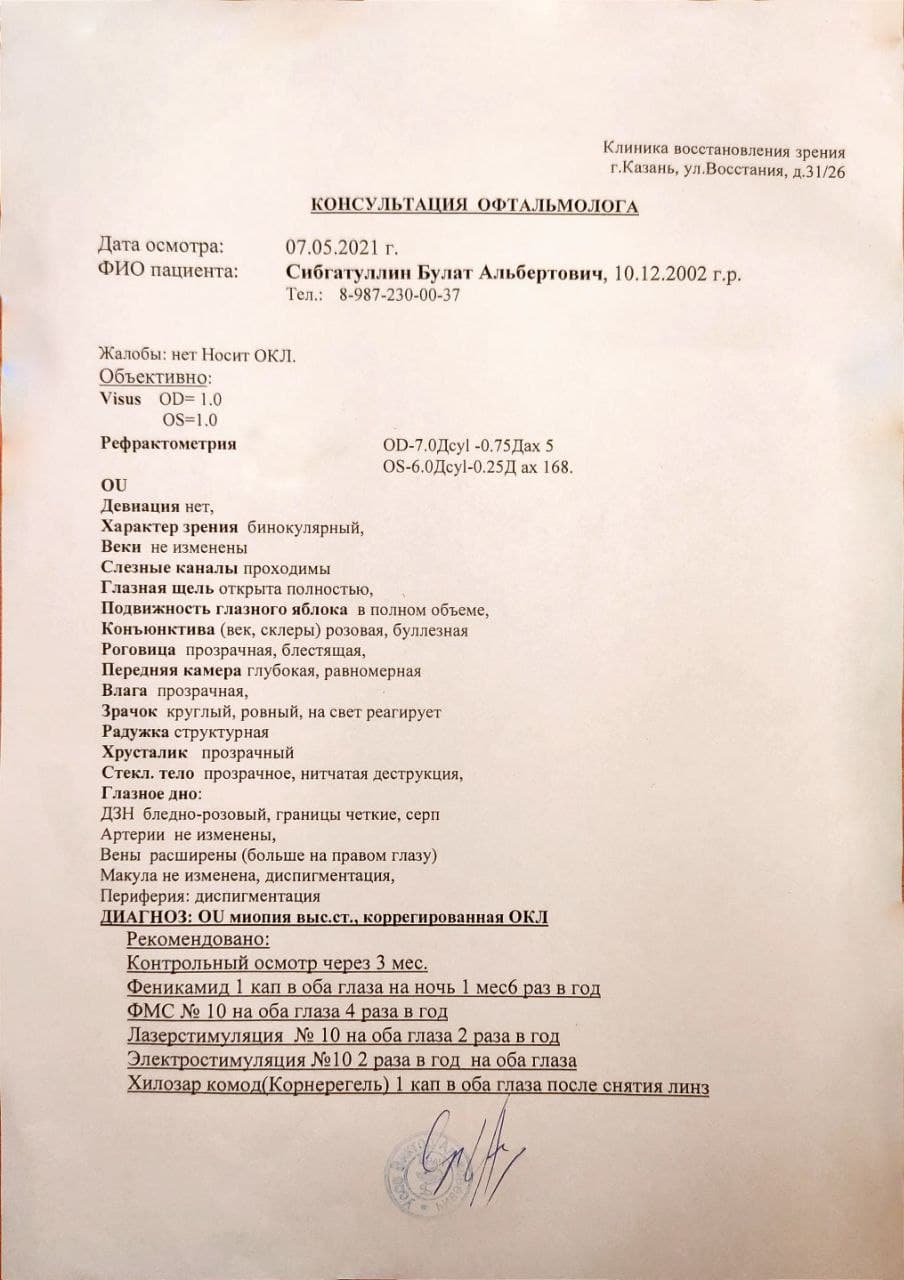 Клиника восстановления зрения
г.Казань, ул.Восстания, д.31/26
КОНСУЛЬТАЦИЯ ОФТАЛЬМОЛОГА
Дата осмотра: 07.05.2021 г.
ФИО пациента: Сибгатуллин Булат Альбертович, 10.12.2002 г.р.
Тел.: 8-987-230-00-37
Жалобы: нет Носит ОКЛ.
Объективно:
Visus OD= 1.0
OS=1.0
Рефрактометрия OD-7.0Дсуl -0.75Дах 5
OS-6.0Дсуl-0.25Д ах 168.
OU
Девиация нет,
Характер зрения бинокулярный,
Веки не изменены
Слезные каналы проходимы
Глазная щель открыта полностью,
Подвижность глазного яблока в полном объеме,
Конъюнктива (век, склеры) розовая, буллезная
Роговица прозрачная, блестящая,
Передняя камера глубокая, равномерная
Влага прозрачная,
Зрачок круглый, ровный, на свет реагирует
Радужка структурная
Хрусталик прозрачный
Стекл. тело прозрачное, нитчатая деструкция,
Глазное дно:
ДЗН бледно-розовый, границы четкие, серп
Артерии не изменены,
Вены расширены (больше на правом глазу)
Макула не изменена, диспигментация,
Периферия: диспигментация
ДИАГНОЗ: OU миопия выс.ст., коррегированная ОКЛ
Рекомендовано:
Контрольный осмотр через 3 мес.
Феникамид 1 кап в оба глаза на ночь 1 мес6 раз в год
ФМС № 10 на оба глаза 4 раза в год
Лазерстимуляция № 10 на оба глаза 2 раза в год
Электростимуляция №10 2 раза в год на оба глаза
Хилозар комод(Корнерегель) 1 кап в оба глаза после снятия линз